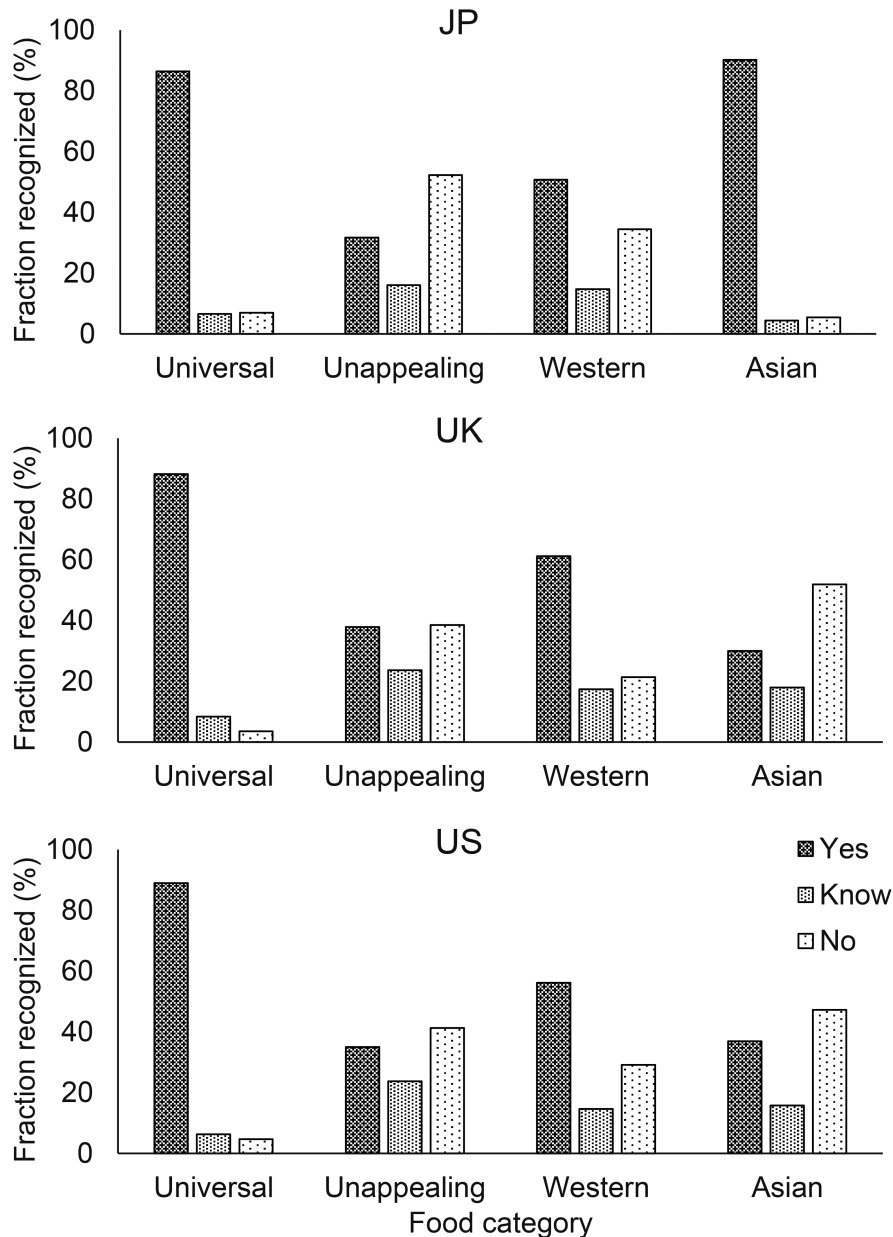 JP
Fraction recognized (%)
100
80
60
40
20
0
Universal Unappealing Western Asian
UK
Fraction recognized (%)
100
80
60
40
20
0
Universal Unappealing Western Asian
US
Fraction recognized (%)
100
80
60
40
20
0
Yes
Know
No
Universal Unappealing Western Asian
Food category